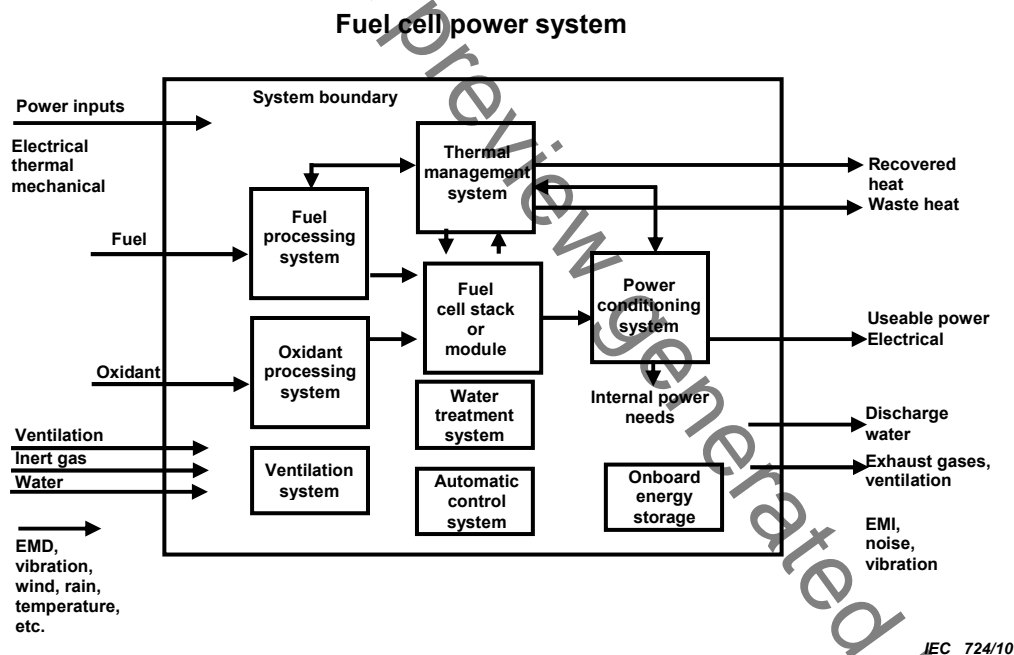 Fuel cell power system
System boundary
Power inputs
Electrical
thermal
mechanical
Fuel
Oxidant
Ventilation
Inert gas
Water
EMD,
vibration,
wind, rain,
temperature,
etc.
Fuel
processing
system
Oxidant
processing
system
Ventilation
system
Thermal
management
system
Fuel
cell stack
or
module
Water
treatment
system
Automatic
control
system
Power
conditioning
system
Internal power
needs
Onboard
energy
storage
Recovered
heat
Waste heat
Useable power
Electrical
Discharge
water
Exhaust gases,
ventilation
EMI,
noise,
vibration
IEC 724/10
preview generated